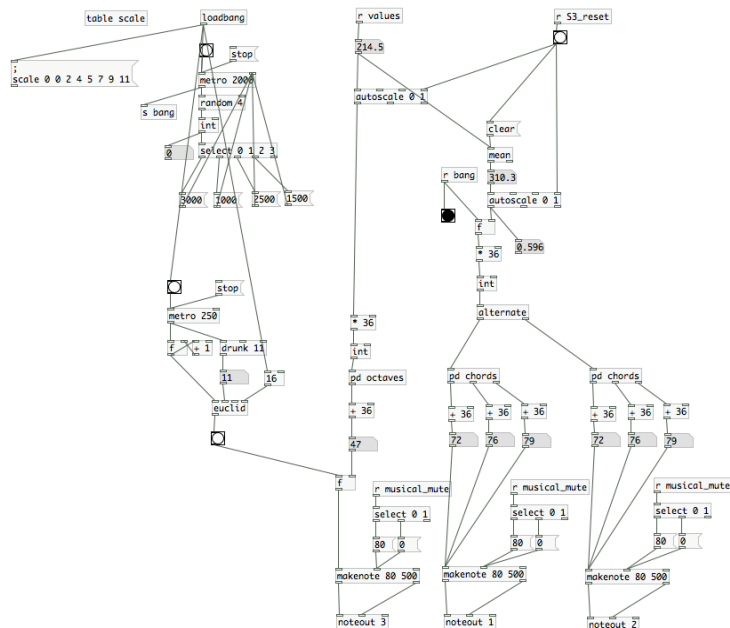 table scale
loadbang
r values
r S3_reset
stop
214.5
;
scale 0 0 2 4 5 7 9 11
metro 2000
s bang
random 4
autoscale 0 1
int
clear
0
select 0 1 2 3
mean
r bang
310.3
3000
1000
2500
1500
autoscale 0 1
f
0.596
* 36
int
stop
metro 250
alternate
* 36
f
+ 1
drunk 11
int
11
16
pd octaves
pd chords
pd chords
euclid
+ 36
+ 36
+ 36
+ 36
+ 36
+ 36
+ 36
47
72
76
79
72
76
79
f
r musical_mute
r musical_mute
r musical_mute
select 0 1
select 0 1
select 0 1
80
0
80
0
80
0
makenote 80 500
makenote 80 500
makenote 80 500
noteout 3
noteout 1
noteout 2